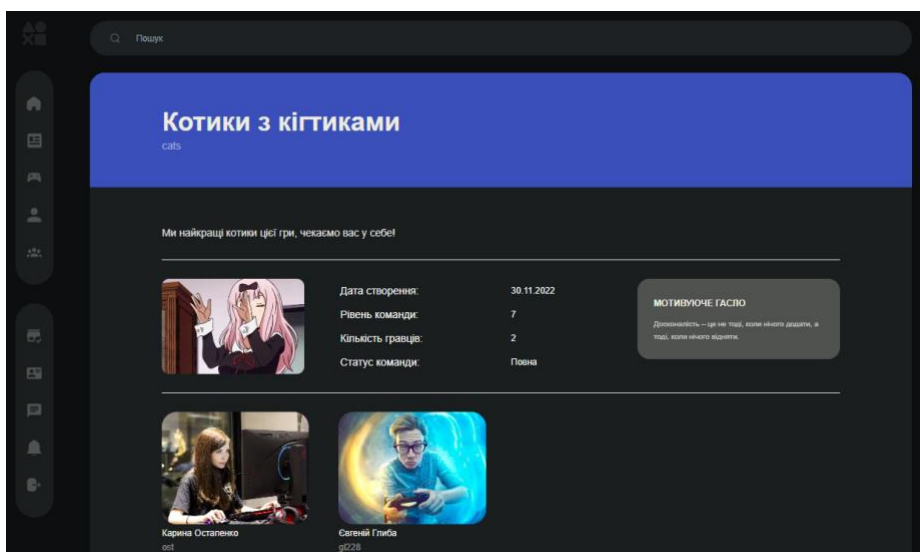 Пошук
Котики з кігтиками
cats
Ми найкращі котики цієї гри, чекаємо вас у себе!
Дата створення: 30.11.2022
Рівень команди: 7
Кількість гравців: 2
Статус команди: Повна
МОТИВУЮЧЕ ГАСЛО
Досконалість – це не тоді, коли нічого додати, а
тоді, коли нічого відняти.
Карина Остапенко
ost
Євгеній Глиба
gl228